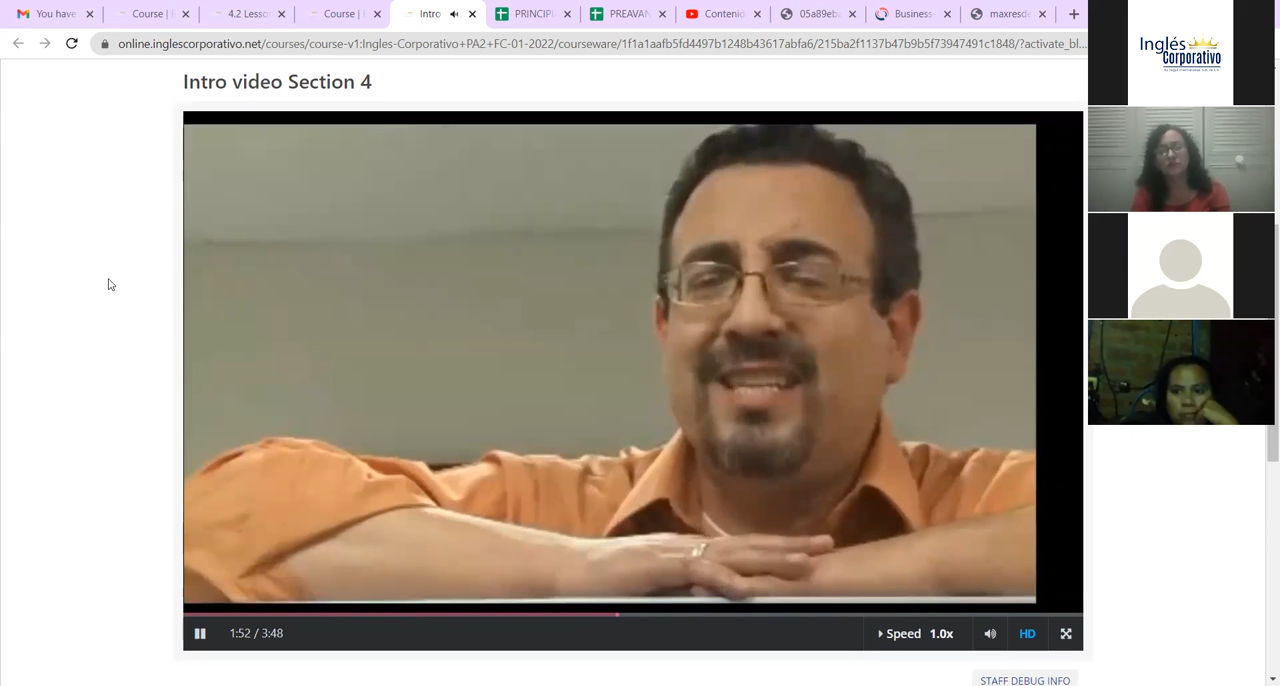 You have
Course |
4.2 Lesso
Course |
Intro
PRINCIPI
PREAVAN
Contenid
05a89eb
Business-
maxresde
online.inglescorporativo.net/courses/course-v1:Ingles-Corporativo+PA2+FC-01-2022/courseware/1f1a1aafb5fd4497b1248b43617abfa6/215ba2f1137b47b9b5f73947491c1848/?activate_bl...
Inglés
Corporativo
Intro video Section 4
1:52 / 3:48
Speed 1.0x
HD
STAFF DEBUG INFO